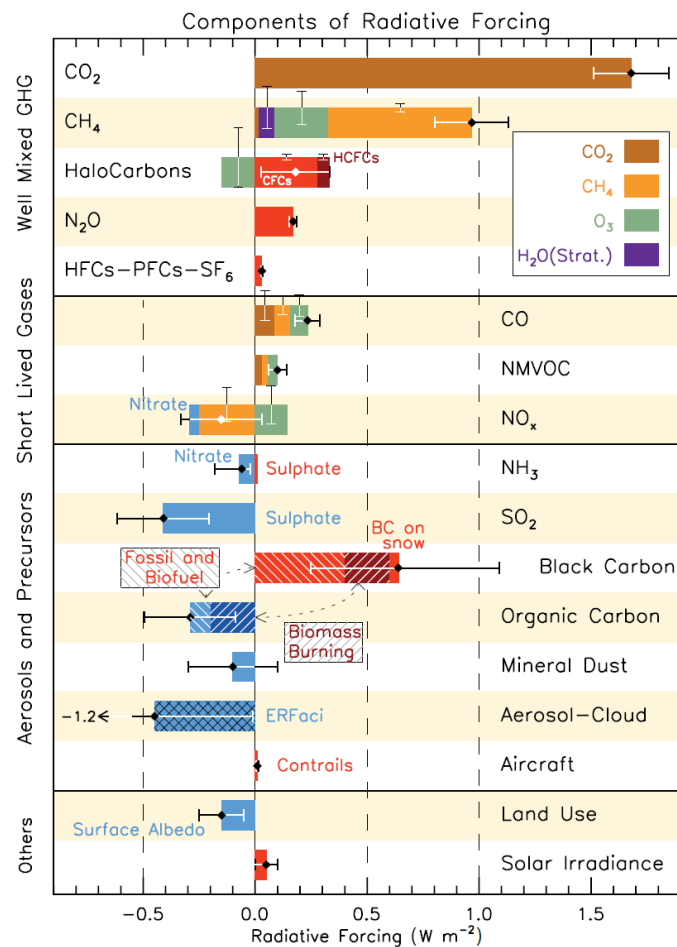 Components of Radiative Forcing
Well Mixed GHG
CO₂
CH₄
HaloCarbons
HCFCs
CFCs
N₂O
HFCs–PFCs–SF₆
CO₂
CH₄
O₃
H₂O(Strat.)
Short Lived Gases
CO
NMVOC
Nitrate
NOₓ
Aerosols and Precursors
Nitrate
Sulphate
NH₃
Sulphate
SO₂
BC on
snow
Fossil and
Biofuel
Black Carbon
Organic Carbon
Biomass
Burning
Mineral Dust
–1.2
ERFaci
Aerosol–Cloud
Contrails
Aircraft
Others
Land Use
Surface Albedo
Solar Irradiance
–0.5
0.0
0.5
1.0
1.5
Radiative Forcing (W m⁻²)